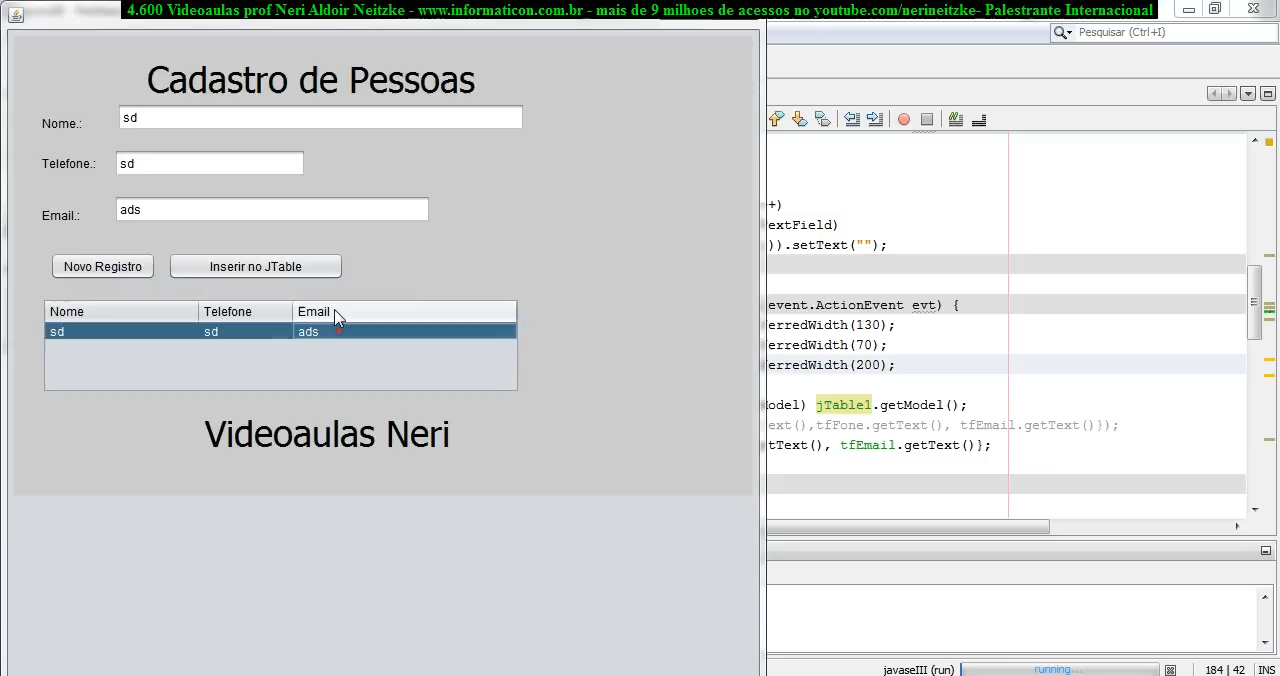 4.600 Videoaulas prof Neri Aldoir Neitzke - www.informaticon.com.br - mais de 9 milhoes de acessos no youtube.com/nerineitzke- Palestrante Internacional
Pesquisar (Ctrl+I)
Cadastro de Pessoas
Nome.: sd
Telefone.: sd
Email.: ads
Novo Registro Inserir no JTable
Nome Telefone Email
sd sd ads
Videoaulas Neri
+)
extField)
)).setText("");
event.ActionEvent evt) {
erredWidth(130);
erredWidth(70);
erredWidth(200);
Model) jTable1.getModel();
ext(),tfFone.getText(), tfEmail.getText()});
tText(), tfEmail.getText()};
javaseIII (run) running... 184 | 42 INS